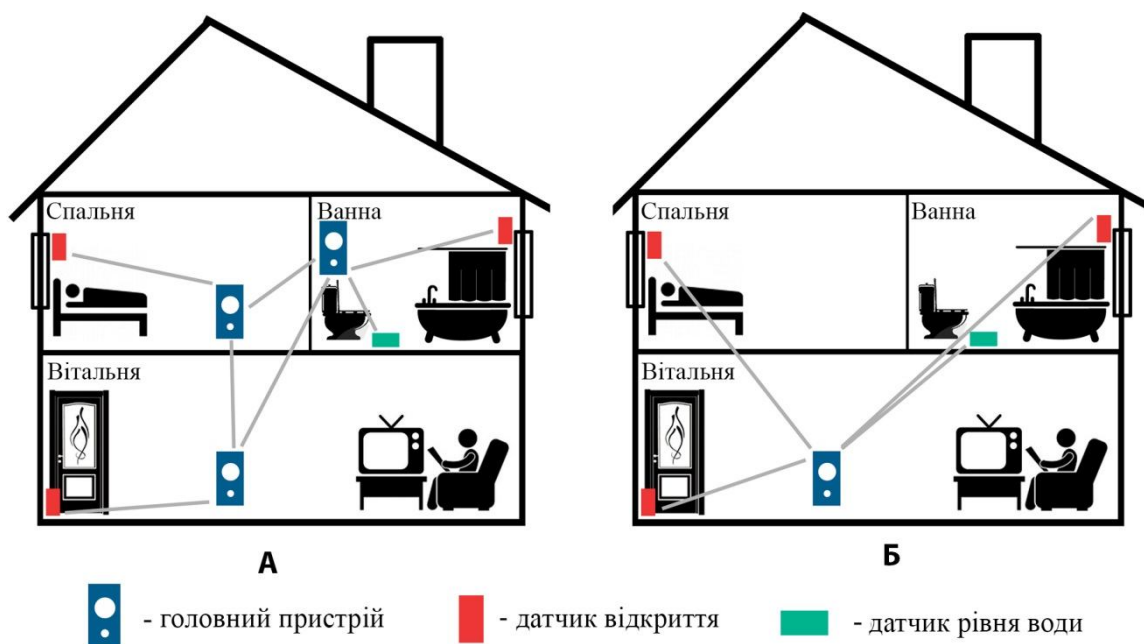 Спальня
Ванна
Вітальня
Спальня
Ванна
Вітальня
А
Б
- головний пристрій
- датчик відкриття
- датчик рівня води